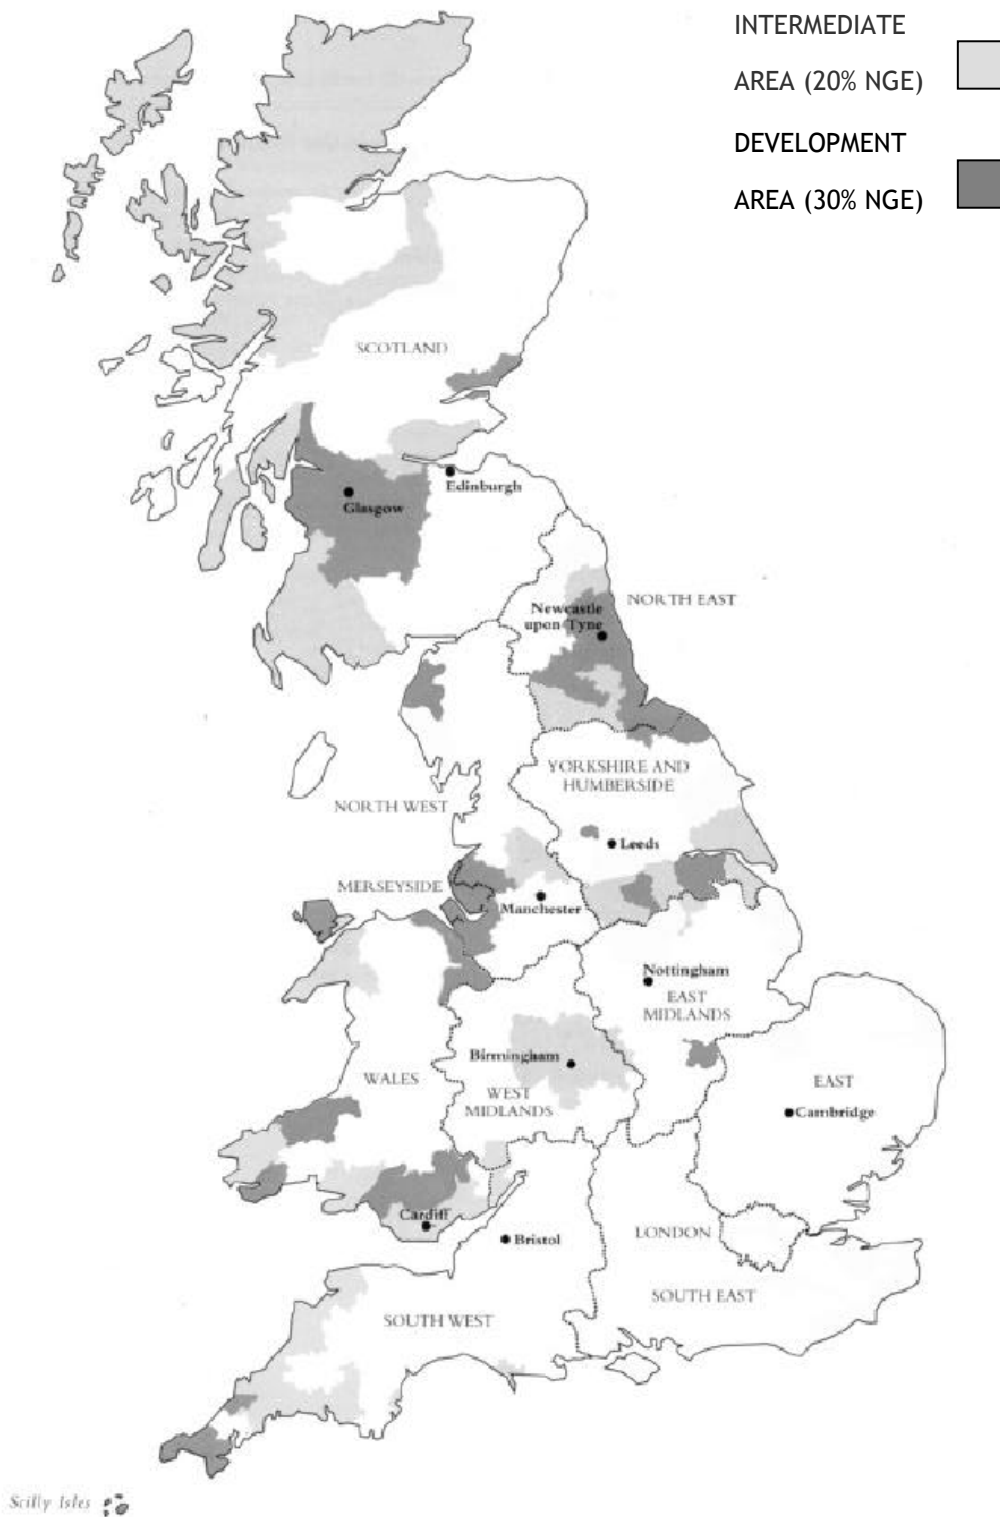 INTERMEDIATE
AREA (20% NGE)
DEVELOPMENT
AREA (30% NGE)
SCOTLAND
Edinburgh
Glasgow
NORTH EAST
Newcastle
upon Tyne
YORKSHIRE AND
HUMBERSIDE
NORTH WEST
Leeds
MERSEYSIDE
Manchester
Nottingham
EAST
MIDLANDS
Birmingham
WALES
WEST
MIDLANDS
EAST
Cambridge
Cardiff
Bristol
LONDON
SOUTH EAST
SOUTH WEST
Scilly Isles